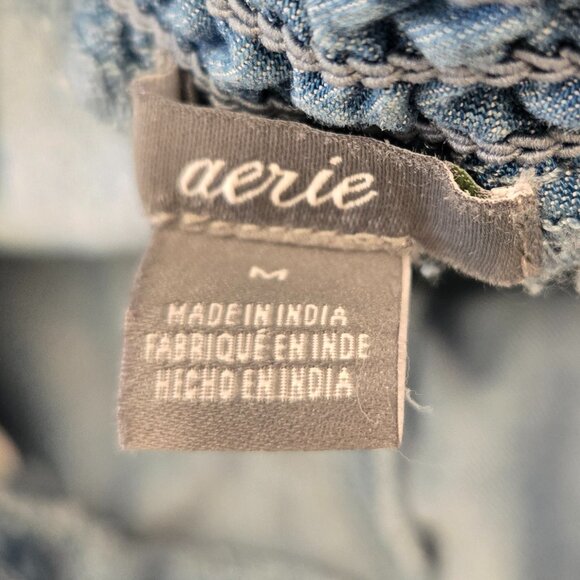 aerie
M
MADE IN INDIA
FABRIQUÉ EN INDE
HECHO EN INDIA